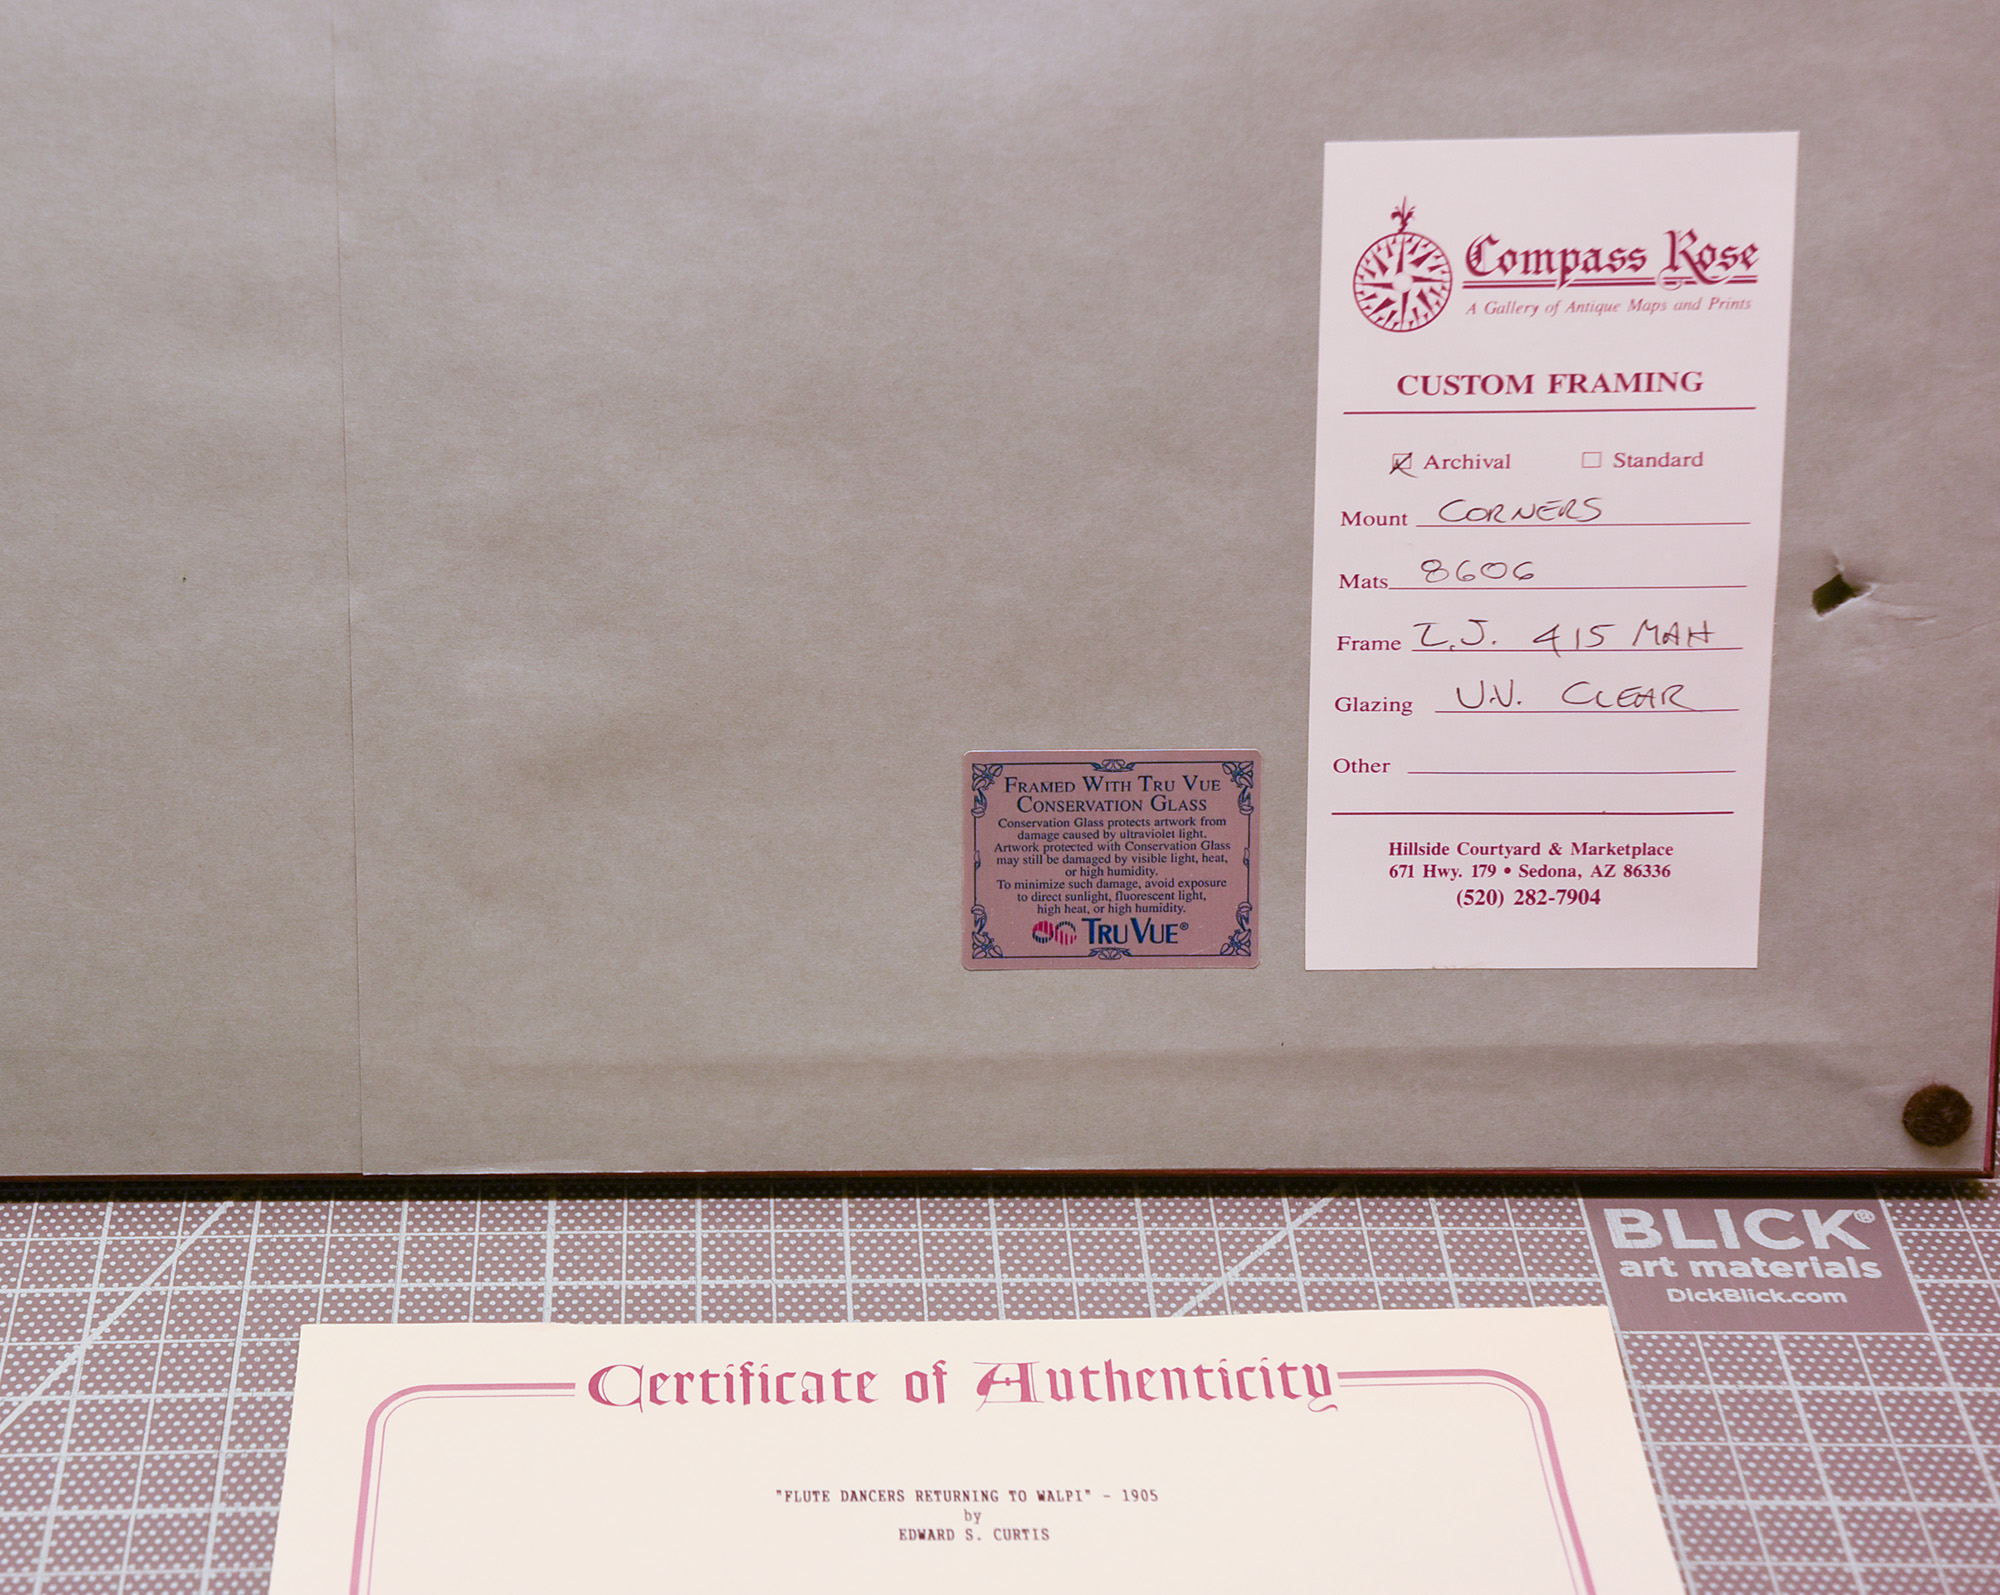 Compass Rose
A Gallery of Antique Maps and Prints
CUSTOM FRAMING
Archival Standard
Mount CORNERS
Mats 8606
Frame L.J. 415 MAH
Glazing U.V. CLEAR
Other
Hillside Courtyard & Marketplace
671 Hwy. 179 • Sedona, AZ 86336
(520) 282-7904
FRAMED WITH TRU VUE
CONSERVATION GLASS
Conservation Glass protects artwork from
damage caused by ultraviolet light.
Artwork protected with Conservation Glass
may still be damaged by visible light, heat,
or high humidity.
To minimize such damage, avoid exposure
to direct sunlight, fluorescent light,
high heat, or high humidity.
TRU VUE®
BLICK®
art materials
DickBlick.com
Certificate of Authenticity
"FLUTE DANCERS RETURNING TO WALPI" - 1905
by
EDWARD S. CURTIS